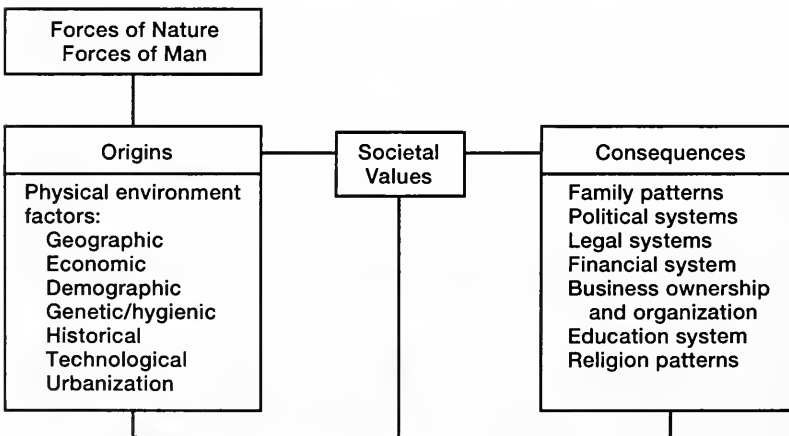 Forces of Nature
Forces of Man
Origins
Physical environment
factors:
Geographic
Economic
Demographic
Genetic/hygienic
Historical
Technological
Urbanization
Societal
Values
Consequences
Family patterns
Political systems
Legal systems
Financial system
Business ownership
and organization
Education system
Religion patterns